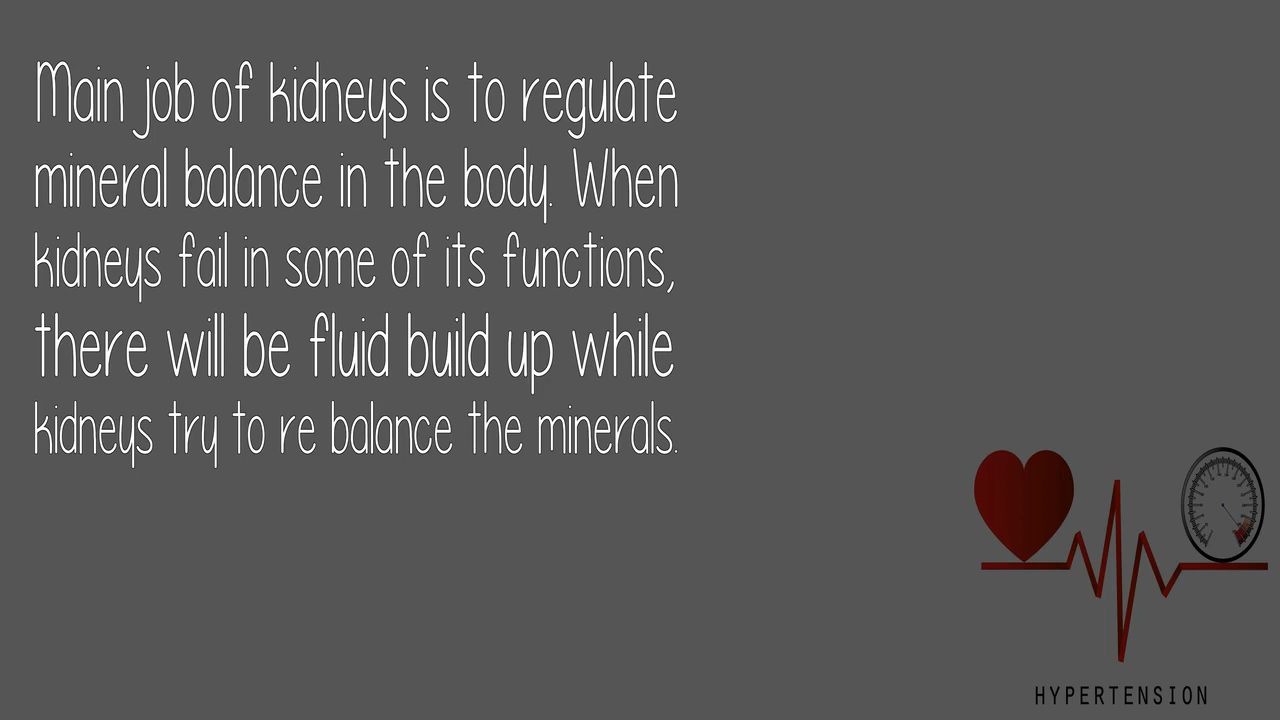 Main job of kidneys is to regulate
mineral balance in the body. When
kidneys fail in some of its functions,
there will be fluid build up while
kidneys try to re balance the minerals.
HYPERTENSION